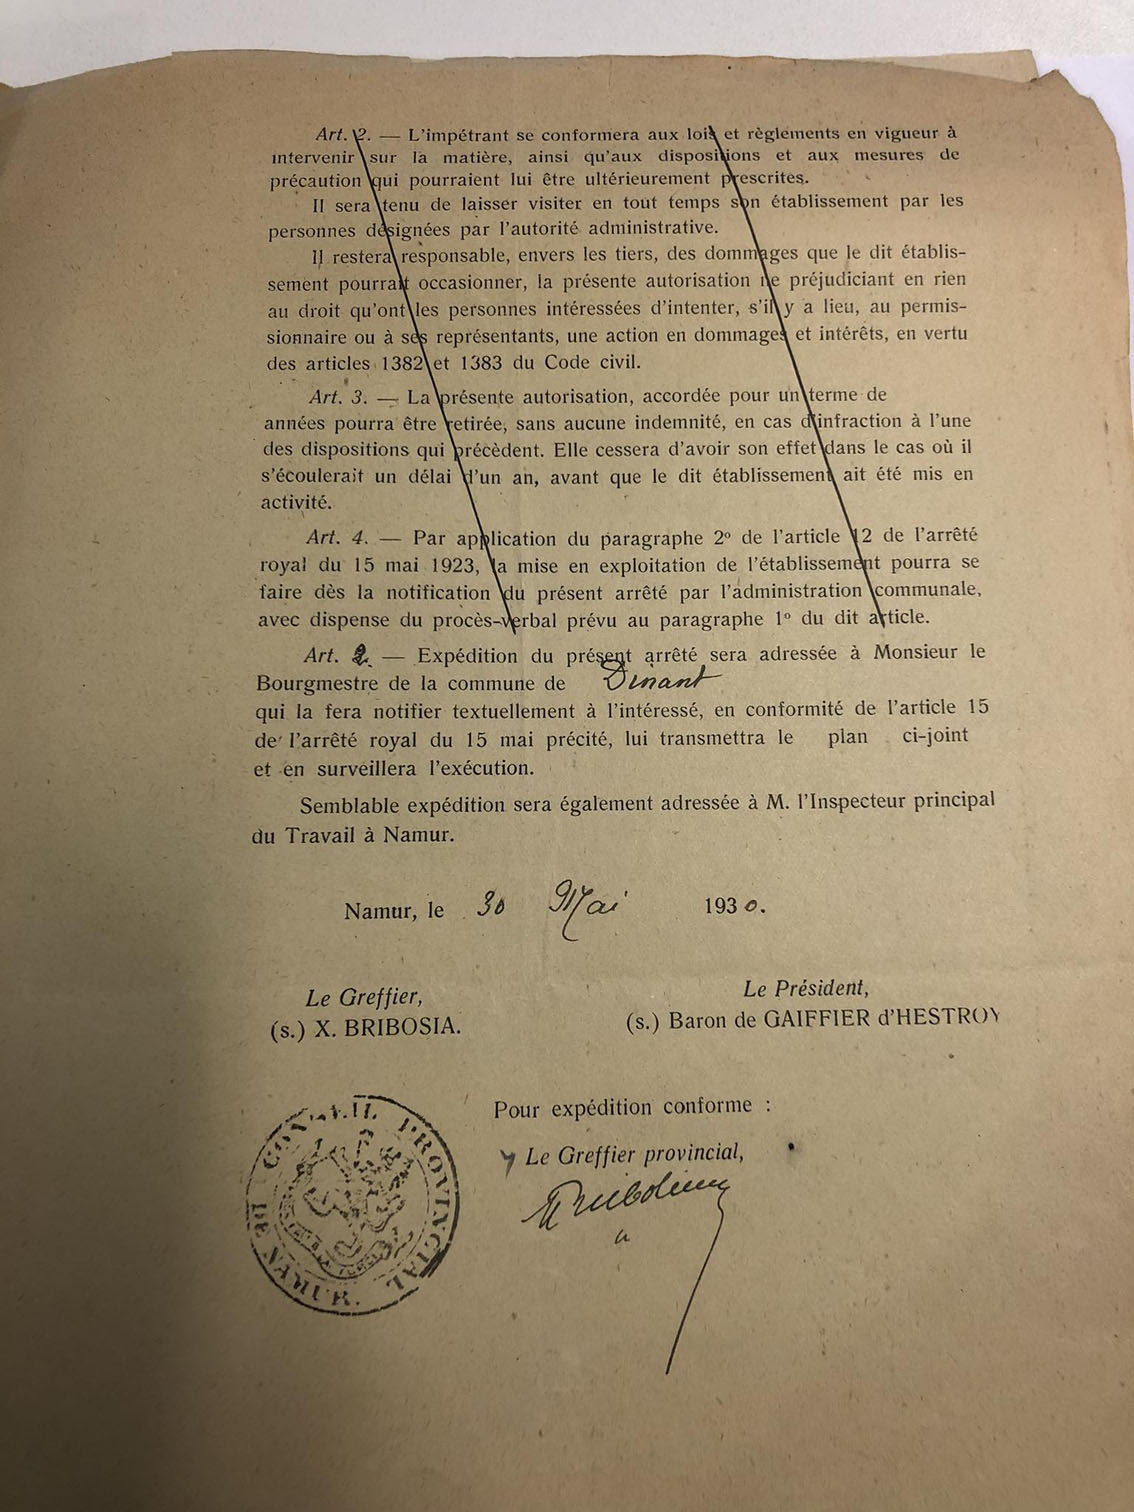 Art. 2. — L'impétrant se conformera aux lois et règlements en vigueur à
intervenir sur la matière, ainsi qu'aux dispositions et aux mesures de
précaution qui pourraient lui être ultérieurement prescrites.
Il sera tenu de laisser visiter en tout temps son établissement par les
personnes désignées par l'autorité administrative.
Il restera responsable, envers les tiers, des dommages que le dit établis-
sement pourrait occasionner, la présente autorisation ne préjudiciant en rien
au droit qu'ont les personnes intéressées d'intenter, s'il y a lieu, au permis-
sionnaire ou à ses représentants, une action en dommages et intérêts, en vertu
des articles 1382 et 1383 du Code civil.
Art. 3. — La présente autorisation, accordée pour un terme de
années pourra être retirée, sans aucune indemnité, en cas d'infraction à l'une
des dispositions qui précèdent. Elle cessera d'avoir son effet dans le cas où il
s'écoulerait un délai d'un an, avant que le dit établissement ait été mis en
activité.
Art. 4. — Par application du paragraphe 2° de l'article 12 de l'arrêté
royal du 15 mai 1923, la mise en exploitation de l'établissement pourra se
faire dès la notification du présent arrêté par l'administration communale,
avec dispense du procès-verbal prévu au paragraphe 1° du dit article.
Art. 2. — Expédition du présent arrêté sera adressée à Monsieur le
Bourgmestre de la commune de Dinant
qui la fera notifier textuellement à l'intéressé, en conformité de l'article 15
de l'arrêté royal du 15 mai précité, lui transmettra le plan ci-joint
et en surveillera l'exécution.
Semblable expédition sera également adressée à M. l'Inspecteur principal
du Travail à Namur.
Namur, le 30 Mai 1930.
Le Greffier,
(s.) X. BRIBOSIA.
Le Président,
(s.) Baron de GAIFFIER d'HESTROY
Pour expédition conforme :
Le Greffier provincial,
XBribosia
CONSEIL PROVINCIAL DE NAMUR